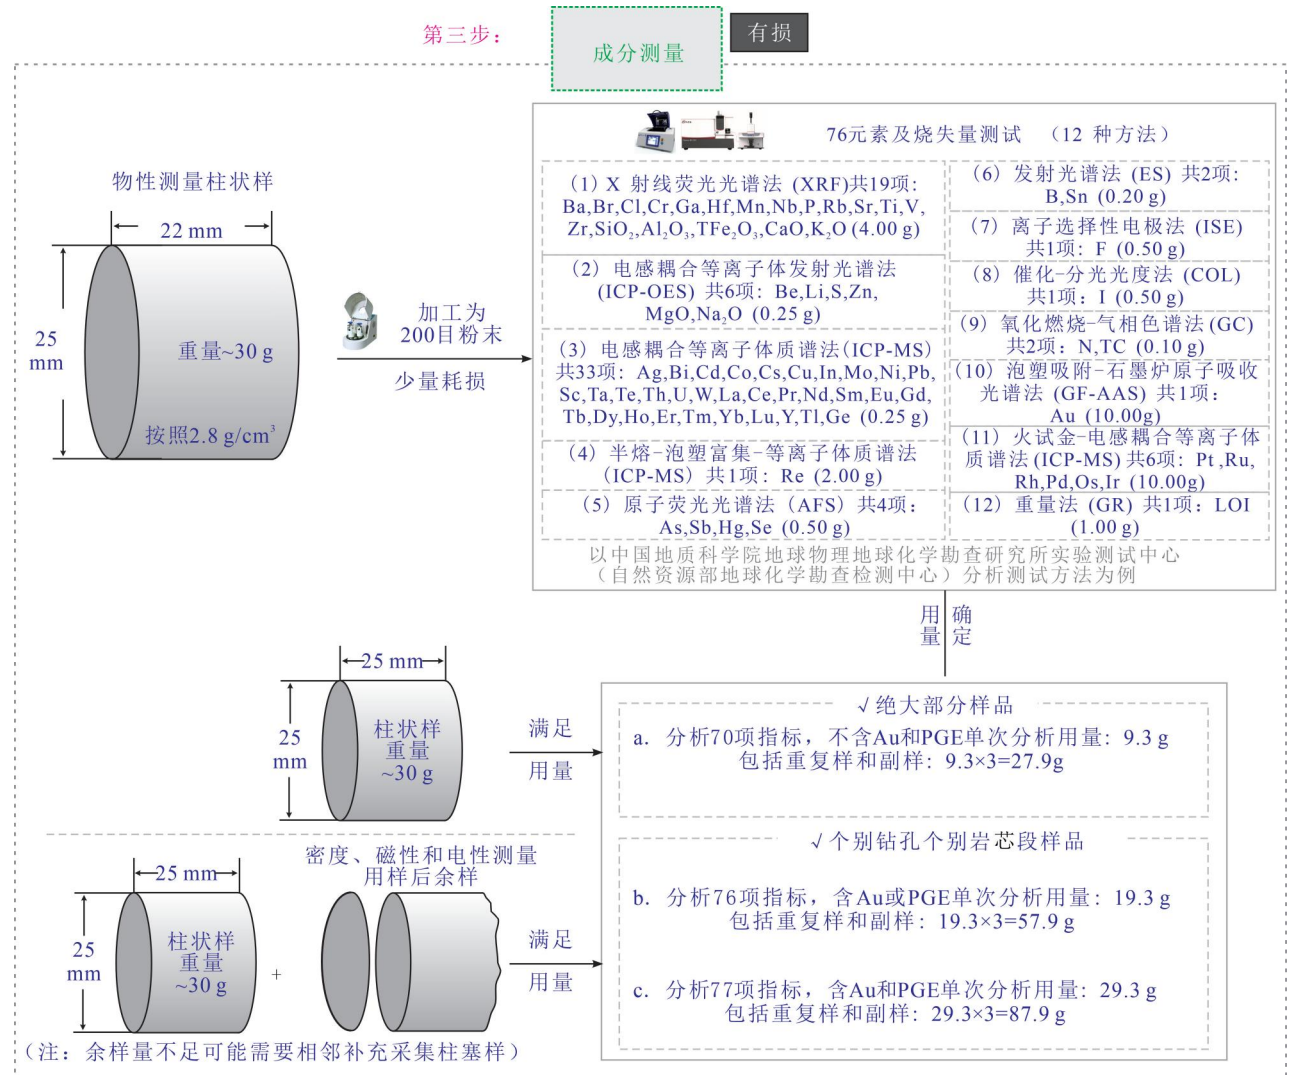 第三步：
成分测量
有损
物性测量柱状样
22 mm
25
mm
重量~30 g
按照2.8 g/cm³
加工为
200目粉末
少量耗损
76元素及烧失量测试 （12 种方法）
（1）X 射线荧光光谱法 (XRF)共19项:
Ba,Br,Cl,Cr,Ga,Hf,Mn,Nb,P,Rb,Sr,Ti,V,
Zr,SiO₂,Al₂O₃,TFe₂O₃,CaO,K₂O (4.00 g)
（2）电感耦合等离子体发射光谱法
(ICP-OES) 共6项: Be,Li,S,Zn,
MgO,Na₂O (0.25 g)
（3）电感耦合等离子体质谱法(ICP-MS)
共33项: Ag,Bi,Cd,Co,Cs,Cu,In,Mo,Ni,Pb,
Sc,Ta,Te,Th,U,W,La,Ce,Pr,Nd,Sm,Eu,Gd,
Tb,Dy,Ho,Er,Tm,Yb,Lu,Y,Tl,Ge (0.25 g)
（4）半熔-泡塑富集-等离子体质谱法
（ICP-MS）共1项: Re (2.00 g)
（5）原子荧光光谱法（AFS）共4项:
As,Sb,Hg,Se (0.50 g)
（6）发射光谱法 (ES) 共2项:
B,Sn (0.20 g)
（7）离子选择性电极法 (ISE)
共1项: F (0.50 g)
（8）催化-分光光度法 (COL)
共1项: I (0.50 g)
（9）氧化燃烧-气相色谱法 (GC)
共2项: N,TC (0.10 g)
（10）泡塑吸附-石墨炉原子吸收
光谱法 (GF-AAS) 共1项:
Au (10.00g)
（11）火试金-电感耦合等离子体
质谱法 (ICP-MS) 共6项: Pt ,Ru,
Rh,Pd,Os,Ir (10.00g)
（12）重量法 (GR) 共1项: LOI
(1.00 g)
以中国地质科学院地球物理地球化学勘查研究所实验测试中心
（自然资源部地球化学勘查检测中心）分析测试方法为例
用量
确定
25 mm
25
mm
柱状样
重量
~30 g
满足
用量
√绝大部分样品
a. 分析70项指标，不含Au和PGE单次分析用量: 9.3 g
包括重复样和副样: 9.3×3=27.9g
√个别钻孔个别岩芯段样品
b. 分析76项指标，含Au或PGE单次分析用量: 19.3 g
包括重复样和副样: 19.3×3=57.9 g
c. 分析77项指标，含Au和PGE单次分析用量: 29.3 g
包括重复样和副样: 29.3×3=87.9 g
25 mm
25
mm
柱状样
重量
~30 g
+
密度、磁性和电性测量
用样后余样
满足
用量
（注: 余样量不足可能需要相邻补充采集柱塞样）